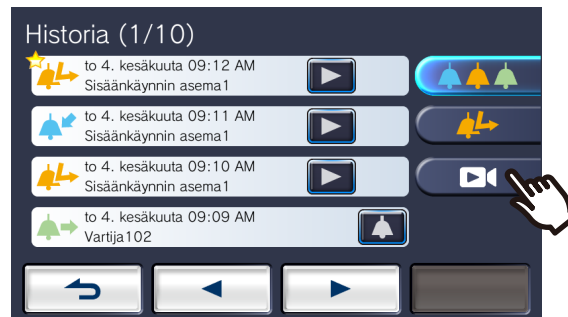 Historia (1/10)
to 4. kesäkuuta 09:12 AM
Sisäänkäynnin asema1
to 4. kesäkuuta 09:11 AM
Sisäänkäynnin asema1
to 4. kesäkuuta 09:10 AM
Sisäänkäynnin asema1
to 4. kesäkuuta 09:09 AM
Vartija102